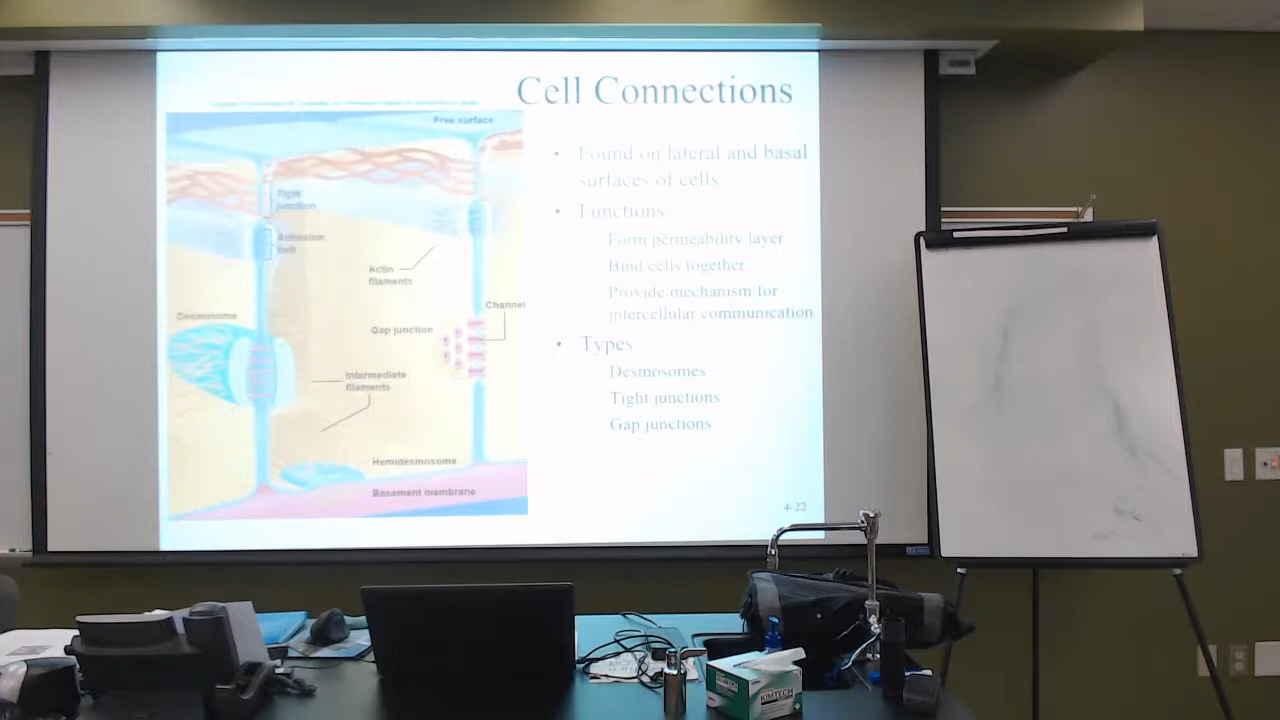 Cell Connections
Free surface
Tight
junction
Adhesion
belt
Actin
filaments
Channel
Desmosome
Gap junction
Intermediate
filaments
Hemidesmosome
Basement membrane
• Found on lateral and basal
surfaces of cells
• Functions
Form permeability layer
Bind cells together
Provide mechanism for
intercellular communication
• Types
Desmosomes
Tight junctions
Gap junctions
4-22
KIMTECH